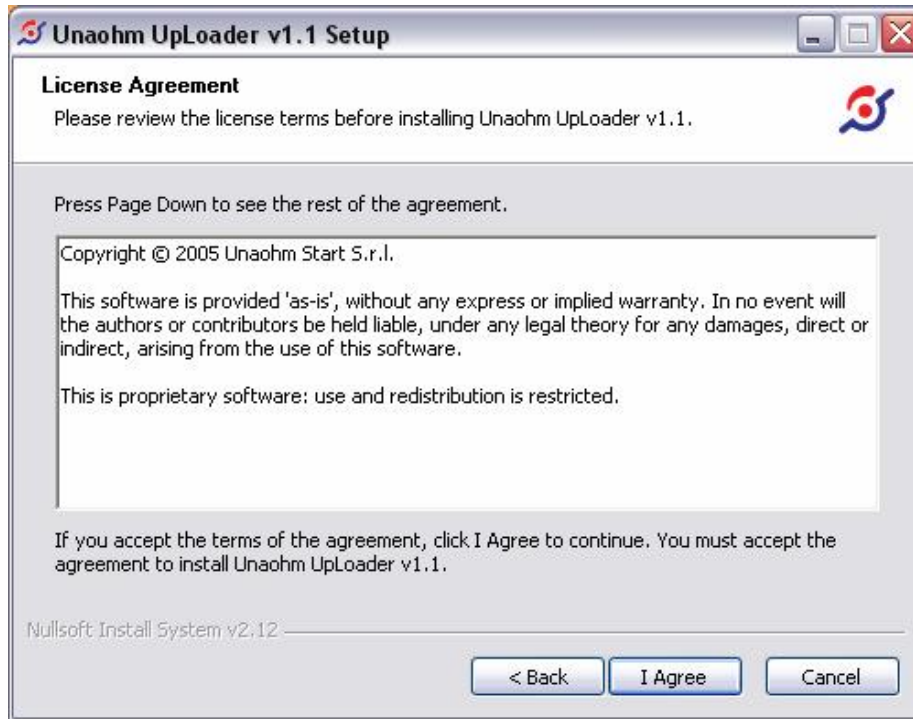 Unaohm UpLoader v1.1 Setup
License Agreement
Please review the license terms before installing Unaohm UpLoader v1.1.
Press Page Down to see the rest of the agreement.
Copyright © 2005 Unaohm Start S.r.l.
This software is provided 'as-is', without any express or implied warranty. In no event will
the authors or contributors be held liable, under any legal theory for any damages, direct or
indirect, arising from the use of this software.
This is proprietary software: use and redistribution is restricted.
If you accept the terms of the agreement, click I Agree to continue. You must accept the
agreement to install Unaohm UpLoader v1.1.
Nullsoft Install System v2.12
< Back
I Agree
Cancel